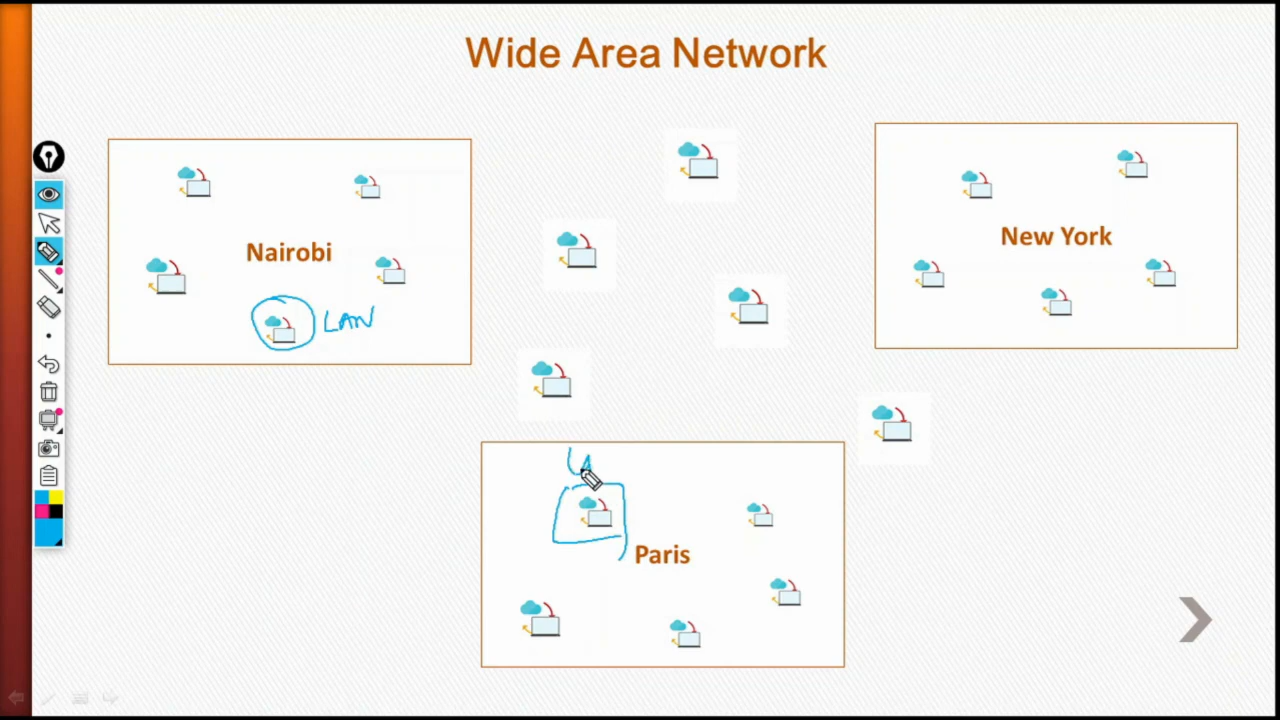 Wide Area Network
Nairobi
LAN
New York
Paris